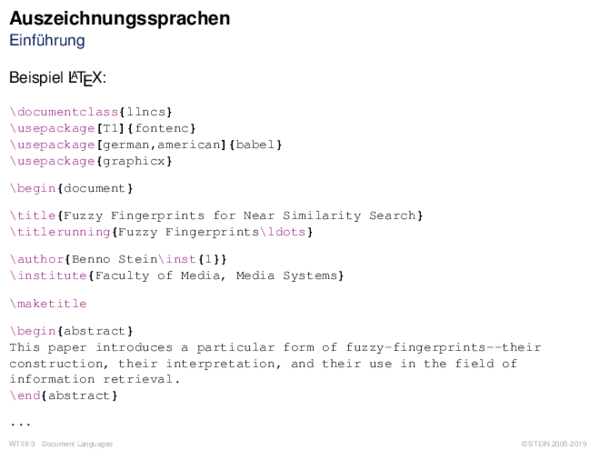 Auszeichnungssprachen
Einführung
Beispiel LATEX:
\documentclass{llncs}
\usepackage[T1]{fontenc}
\usepackage[german,american]{babel}
\usepackage{graphicx}
\begin{document}
\title{Fuzzy Fingerprints for Near Similarity Search}
\titlerunning{Fuzzy Fingerprints\ldots}
\author{Benno Stein\inst{1}}
\institute{Faculty of Media, Media Systems}
\maketitle
\begin{abstract}
This paper introduces a particular form of fuzzy-fingerprints--their
construction, their interpretation, and their use in the field of
information retrieval.
\end{abstract}
...
WT:II-3 Document Languages
© STEIN 2005-2019